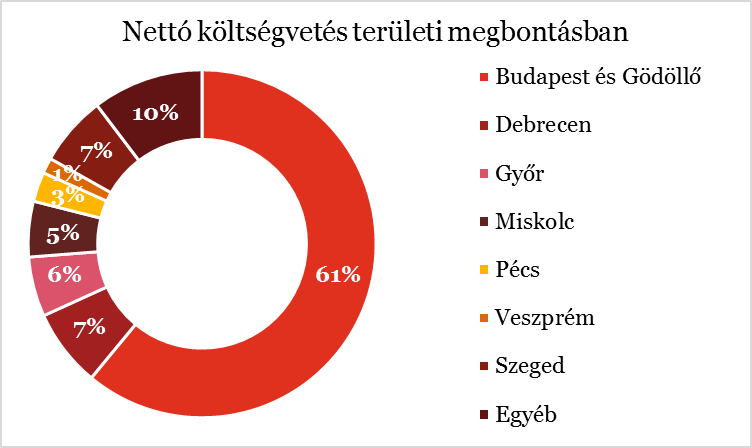 Nettó költségvetés területi megbontásban
10%
7%
1%
3%
5%
6%
7%
61%
Budapest és Gödöllő
Debrecen
Győr
Miskolc
Pécs
Veszprém
Szeged
Egyéb